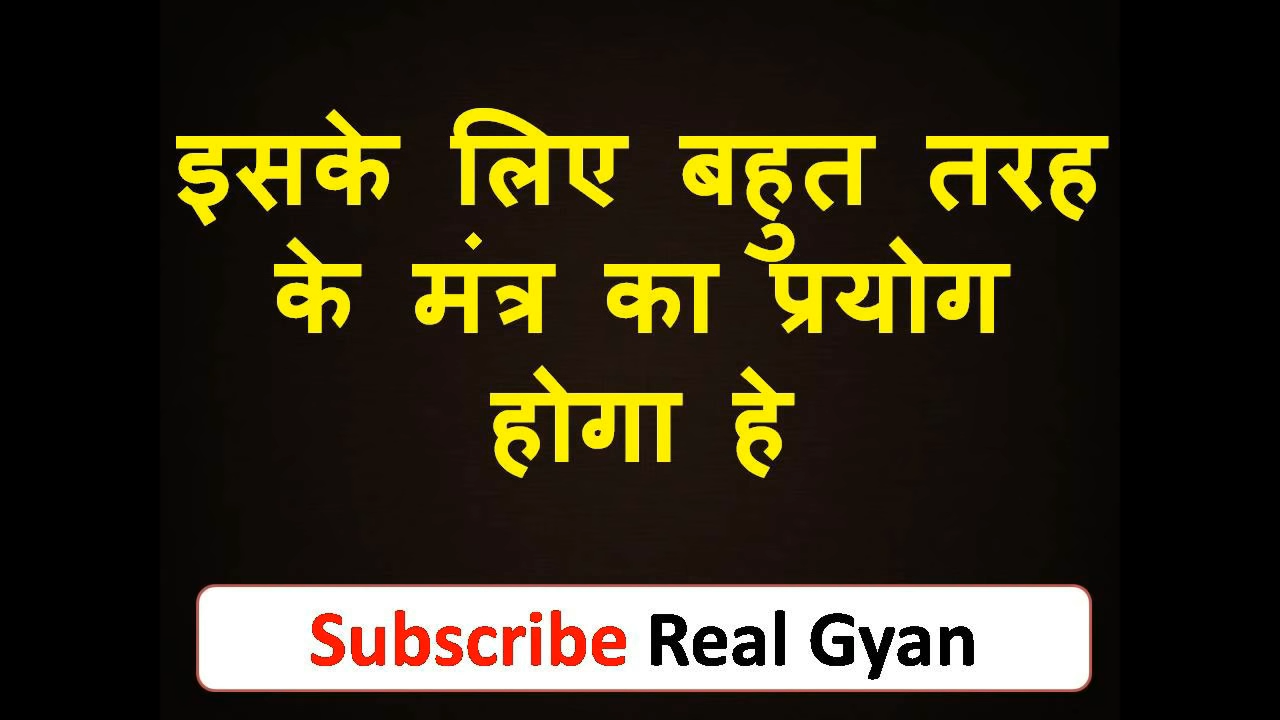 इसके लिए बहुत तरह
के मंत्र का प्रयोग
होगा हे
Subscribe Real Gyan